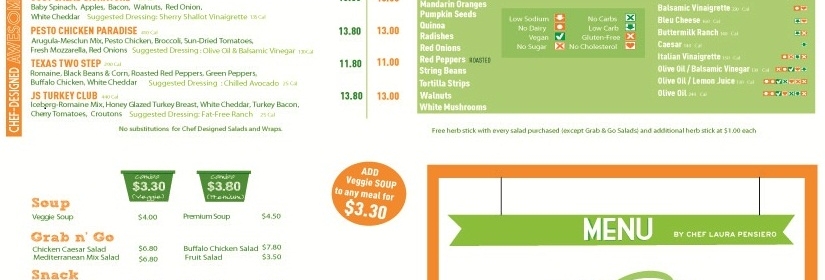 Baby Spinach, Apples, Bacon, Walnuts, Red Onion,
White Cheddar Suggested Dressing: Sherry Shallot Vinaigrette
PESTO CHICKEN PARADISE 13.80 13.00
Arugula-Mesclun Mix, Pesto Chicken, Broccoli, Sun-Dried Tomatoes,
Fresh Mozzarella, Red Onions Suggested Dressing: Olive Oil & Balsamic Vinegar
TEXAS TWO STEP 11.80 11.00
Romaine, Black Beans & Corn, Roasted Red Peppers, Green Peppers,
Buffalo Chicken, White Cheddar Suggested Dressing : Chilled Avocado
JS TURKEY CLUB 13.80 13.00
Iceberg-Romaine Mix, Honey Glazed Turkey Breast, White Cheddar, Turkey Bacon,
Cherry Tomatoes, Croutons Suggested Dressing: Fat-Free Ranch
No substitutions for Chef Designed Salads and Wraps.
CHEF-DESIGNED
Mandarin Oranges
Pumpkin Seeds
Quinoa
Radishes
Red Onions
Red Peppers ROASTED
String Beans
Tortilla Strips
Walnuts
White Mushrooms
Low Sodium No Carbs
No Dairy Low Carb
Vegan Gluten-Free
No Sugar No Cholesterol
Balsamic Vinaigrette
Bleu Cheese
Buttermilk Ranch
Caesar
Italian Vinaigrette
Olive Oil / Balsamic Vinegar
Olive Oil / Lemon Juice
Olive Oil
Free herb stick with every salad purchased (except Grab & Go Salads) and additional herb stick at $1.00 each
combo
$3.30
(Veggie)
combo
$3.80
(Premium)
ADD
Veggie SOUP
to any meal for
$3.30
Soup
Veggie Soup $4.00 Premium Soup $4.50
Grab n' Go
Chicken Caesar Salad $6.80 Buffalo Chicken Salad $7.80
Mediterranean Mix Salad $6.80 Fruit Salad $3.50
Snack
MENU BY CHEF LAURA PENSIERO